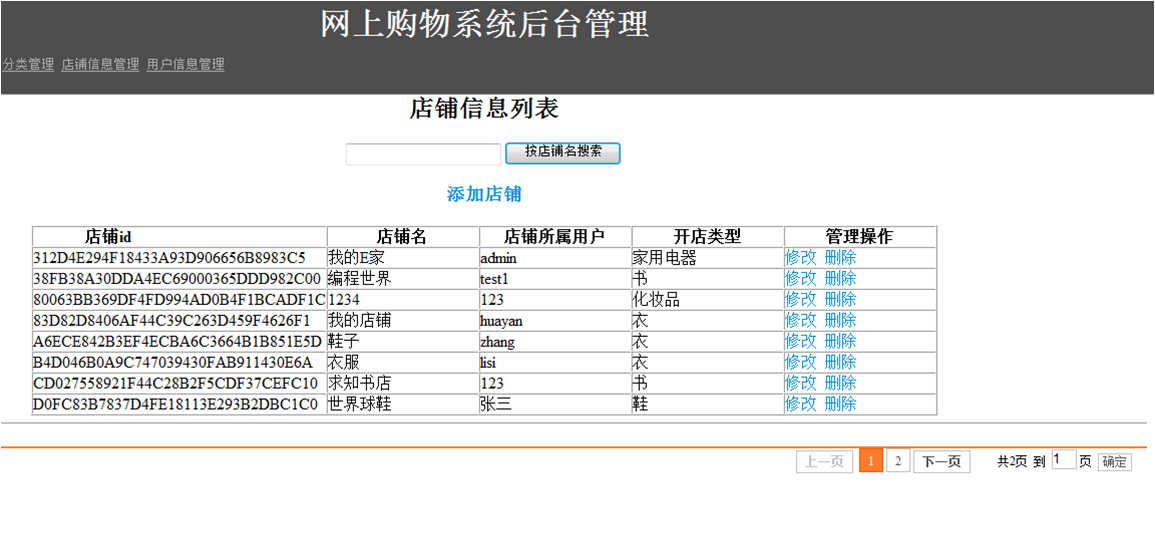 网上购物系统后台管理
分类管理 店铺信息管理 用户信息管理
店铺信息列表
按店铺名搜索
添加店铺
店铺id 店铺名 店铺所属用户 开店类型 管理操作
312D4E294F18433A93D906656B8983C5 我的E家 admin 家用电器 修改 删除
38FB38A30DDA4EC69000365DDD982C00 编程世界 test1 书 修改 删除
80063BB369DF4FD994AD0B4F1BCADF1C 1234 123 化妆品 修改 删除
83D82D8406AF44C39C263D459F4626F1 我的店铺 huayan 衣 修改 删除
A6ECE842B3EF4ECBA6C3664B1B851E5D 鞋子 zhang 衣 修改 删除
B4D046B0A9C747039430FAB911430E6A 衣服 lisi 衣 修改 删除
CD027558921F44C28B2F5CDF37CEFC10 求知书店 123 书 修改 删除
D0FC83B7837D4FE18113E293B2DBC1C0 世界球鞋 张三 鞋 修改 删除
上一页 1 2 下一页 共2页 到 1 页 确定